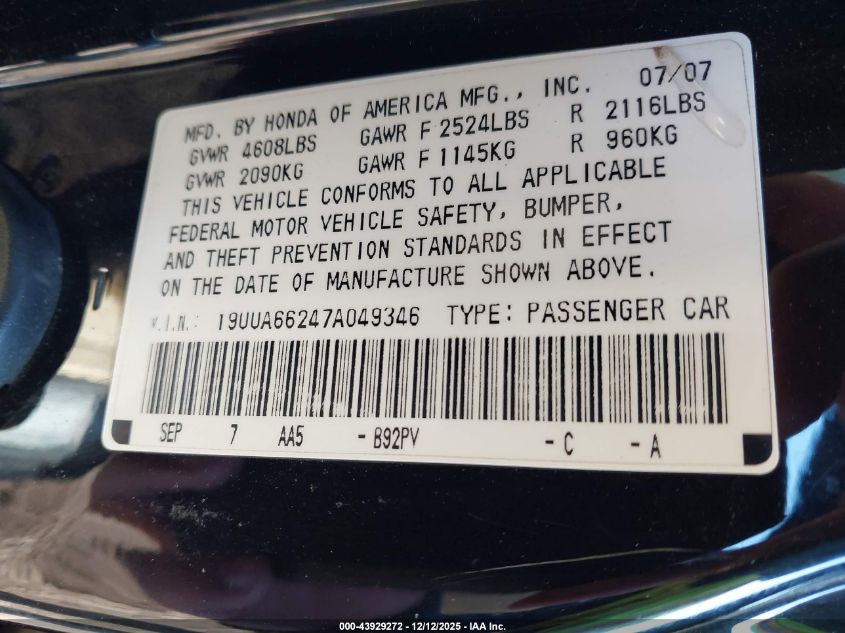 MFD. BY HONDA OF AMERICA MFG., INC. 07/07
GVWR 4608LBS GAWR F 2524LBS R 2116LBS
GVWR 2090KG GAWR F 1145KG R 960KG
THIS VEHICLE CONFORMS TO ALL APPLICABLE
FEDERAL MOTOR VEHICLE SAFETY, BUMPER,
AND THEFT PREVENTION STANDARDS IN EFFECT
ON THE DATE OF MANUFACTURE SHOWN ABOVE.
V.I.N.: 19UUA66247A049346 TYPE: PASSENGER CAR
SEP 7 AA5 -B92PV -C -A
000-43929272 - 12/12/2025 - IAA Inc.